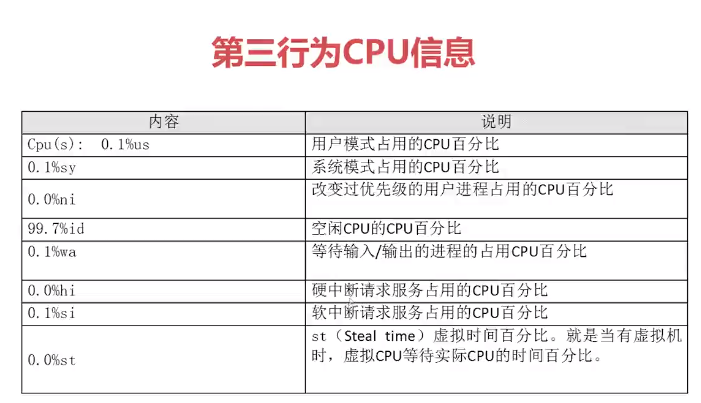 第三行为CPU信息
内容 说明
Cpu(s): 0.1%us 用户模式占用的CPU百分比
0.1%sy 系统模式占用的CPU百分比
0.0%ni 改变过优先级的用户进程占用的CPU百分比
99.7%id 空闲CPU的CPU百分比
0.1%wa 等待输入/输出的进程的占用CPU百分比
0.0%hi 硬中断请求服务占用的CPU百分比
0.1%si 软中断请求服务占用的CPU百分比
0.0%st st（Steal time）虚拟时间百分比。就是当有虚拟机
时，虚拟CPU等待实际CPU的时间百分比。